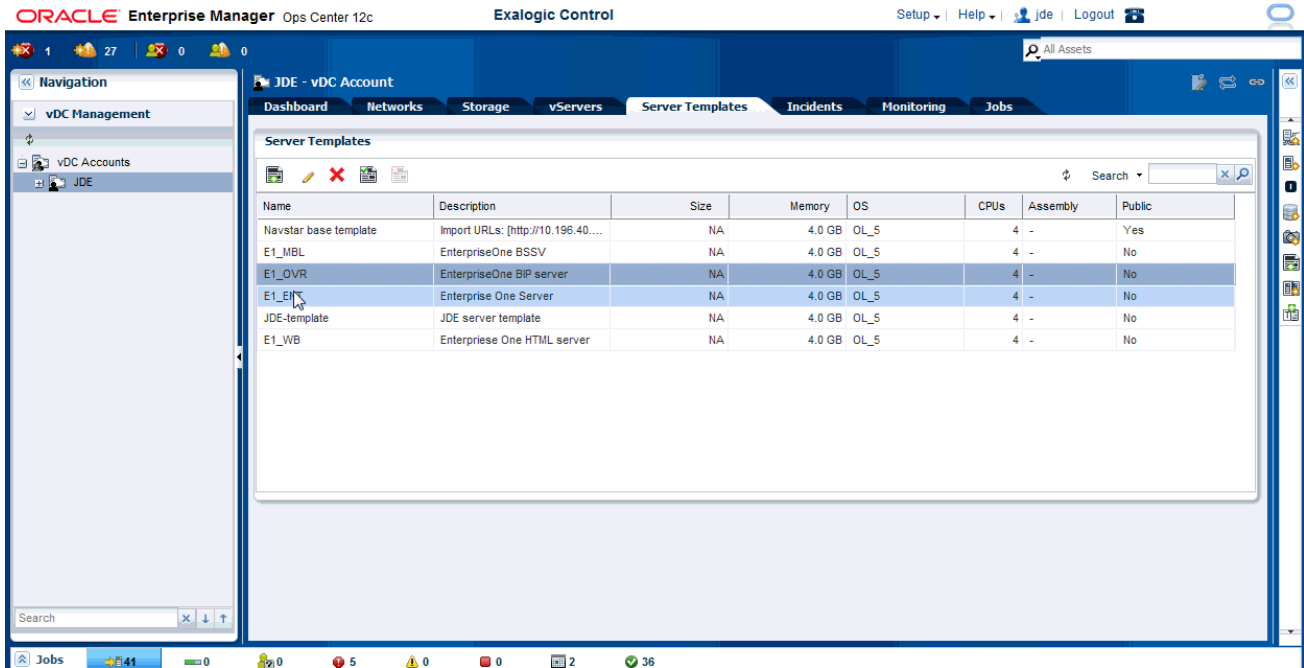 ORACLE Enterprise Manager Ops Center 12c Exalogic Control Setup Help jde Logout
1 27 0 0 All Assets
Navigation
vDC Management
vDC Accounts
JDE
JDE - vDC Account
Dashboard Networks Storage vServers Server Templates Incidents Monitoring Jobs
Server Templates
Search
Name Description Size Memory OS CPUs Assembly Public
Navstar base template Import URLs: [http://10.196.40.... NA 4.0 GB OL_5 4 - Yes
E1_MBL EnterpriseOne BSSV NA 4.0 GB OL_5 4 - No
E1_OVR EnterpriseOne BIP server NA 4.0 GB OL_5 4 - No
E1_ENT Enterprise One Server NA 4.0 GB OL_5 4 - No
JDE-template JDE server template NA 4.0 GB OL_5 4 - No
E1_WB Enterpriese One HTML server NA 4.0 GB OL_5 4 - No
Search
Jobs 41 0 0 5 0 0 2 36